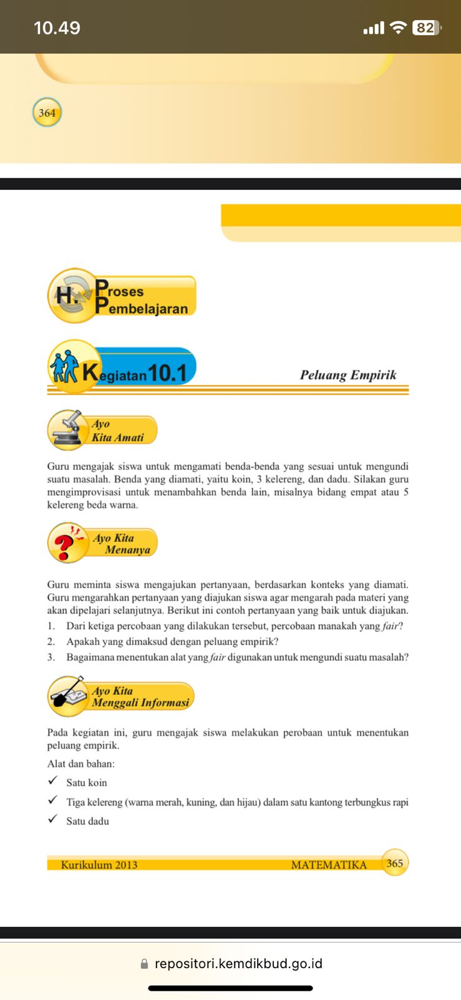 10.49
82
364
H. Proses
Pembelajaran
Kegiatan 10.1
Peluang Empirik
Ayo
Kita Amati
Guru mengajak siswa untuk mengamati benda-benda yang sesuai untuk mengundi
suatu masalah. Benda yang diamati, yaitu koin, 3 kelereng, dan dadu. Silakan guru
mengimprovisasi untuk menambahkan benda lain, misalnya bidang empat atau 5
kelereng beda warna.
Ayo Kita
Menanya
Guru meminta siswa mengajukan pertanyaan, berdasarkan konteks yang diamati.
Guru mengarahkan pertanyaan yang diajukan siswa agar mengarah pada materi yang
akan dipelajari selanjutnya. Berikut ini contoh pertanyaan yang baik untuk diajukan.
1. Dari ketiga percobaan yang dilakukan tersebut, percobaan manakah yang fair?
2. Apakah yang dimaksud dengan peluang empirik?
3. Bagaimana menentukan alat yang fair digunakan untuk mengundi suatu masalah?
Ayo Kita
Menggali Informasi
Pada kegiatan ini, guru mengajak siswa melakukan perobaan untuk menentukan
peluang empirik.
Alat dan bahan:
✓ Satu koin
✓ Tiga kelereng (warna merah, kuning, dan hijau) dalam satu kantong terbungkus rapi
✓ Satu dadu
Kurikulum 2013
MATEMATIKA 365
repositori.kemdikbud.go.id